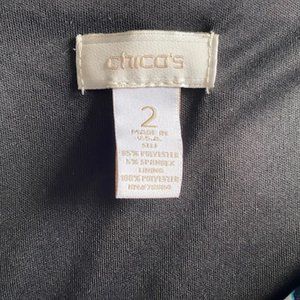 chico's
2
MADE IN
U.S.A.
SELF
95% POLYESTER
5% SPANDEX
LINING
100% POLYESTER